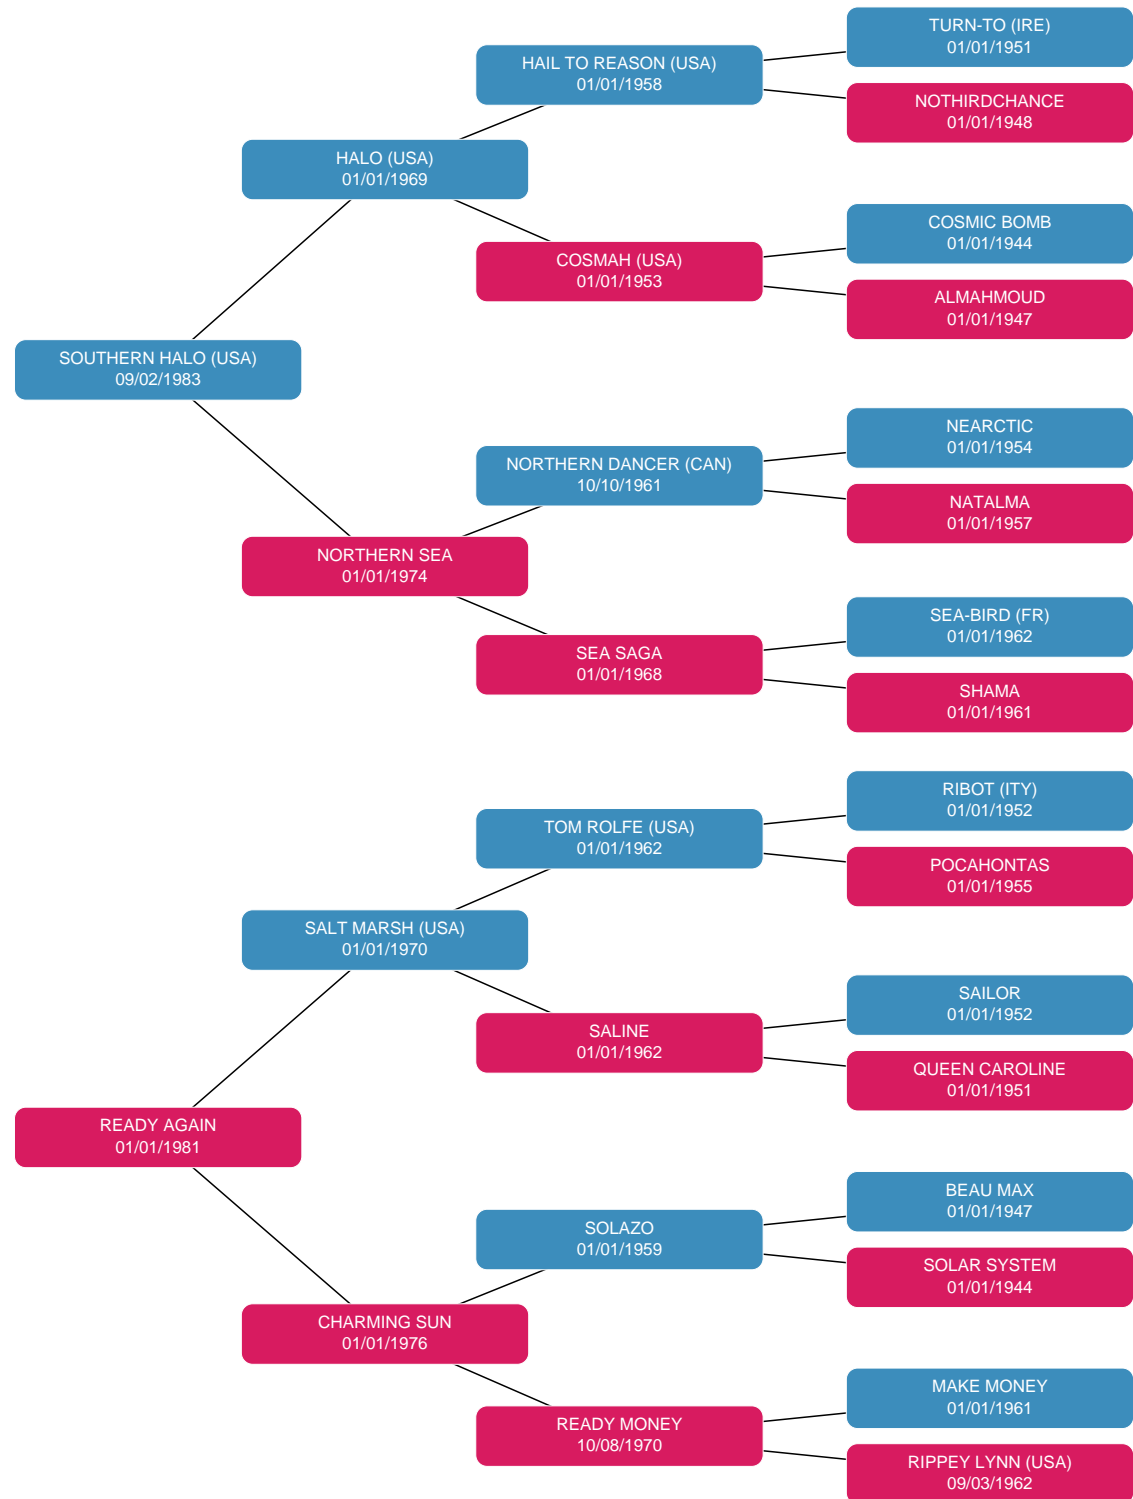 TURN-TO (IRE)
01/01/1951
HAIL TO REASON (USA)
01/01/1958
NOTHIRDCHANCE
01/01/1948
HALO (USA)
01/01/1969
COSMIC BOMB
01/01/1944
COSMAH (USA)
01/01/1953
ALMAHMOUD
01/01/1947
SOUTHERN HALO (USA)
09/02/1983
NEARCTIC
01/01/1954
NORTHERN DANCER (CAN)
10/10/1961
NATALMA
01/01/1957
NORTHERN SEA
01/01/1974
SEA-BIRD (FR)
01/01/1962
SEA SAGA
01/01/1968
SHAMA
01/01/1961
RIBOT (ITY)
01/01/1952
TOM ROLFE (USA)
01/01/1962
POCAHONTAS
01/01/1955
SALT MARSH (USA)
01/01/1970
SAILOR
01/01/1952
SALINE
01/01/1962
QUEEN CAROLINE
01/01/1951
READY AGAIN
01/01/1981
BEAU MAX
01/01/1947
SOLAZO
01/01/1959
SOLAR SYSTEM
01/01/1944
CHARMING SUN
01/01/1976
MAKE MONEY
01/01/1961
READY MONEY
10/08/1970
RIPPEY LYNN (USA)
09/03/1962